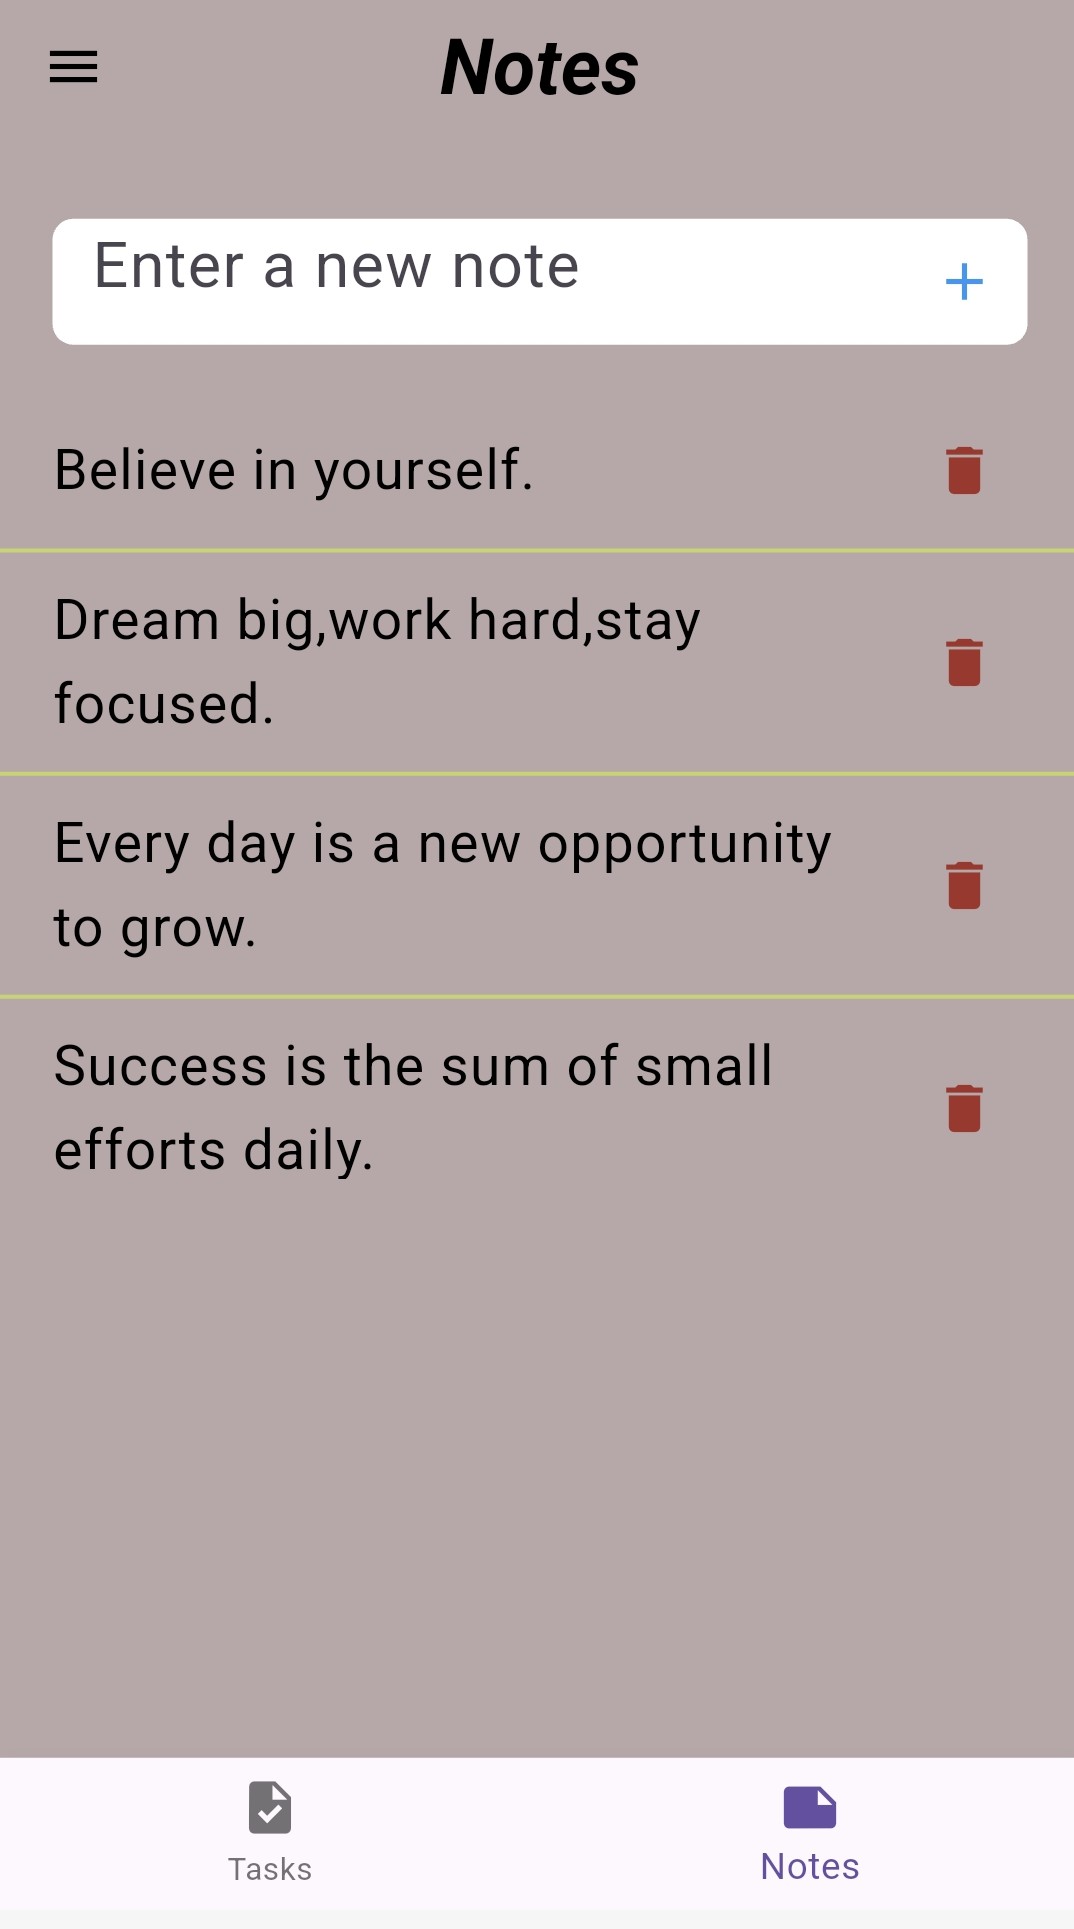 Notes
Enter a new note
Believe in yourself.
Dream big,work hard,stay
focused.
Every day is a new opportunity
to grow.
Success is the sum of small
efforts daily.
Tasks
Notes